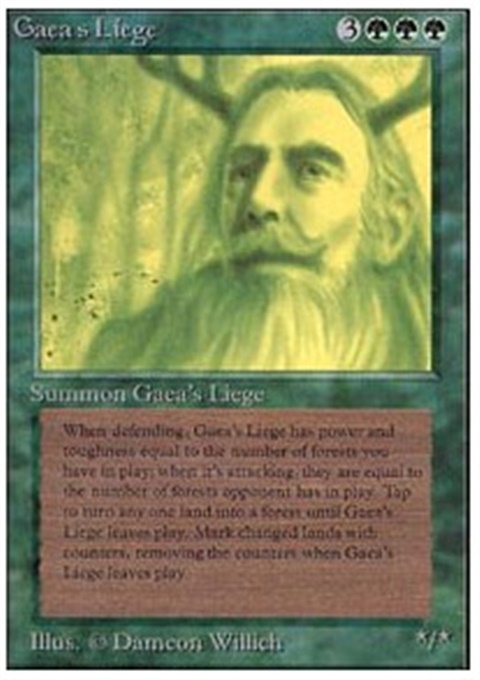 Gaea's Liege 3
Summon Gaea's Liege
When defending, Gaea's Liege has power and
toughness equal to the number of forests you
have in play; when it's attacking, they are equal to
the number of forests opponent has in play. Tap
to turn any one land into a forest until Gaea's
Liege leaves play. Mark changed lands with
counters, removing the counters when Gaea's
Liege leaves play.
Illus. © Dameon Willich */*